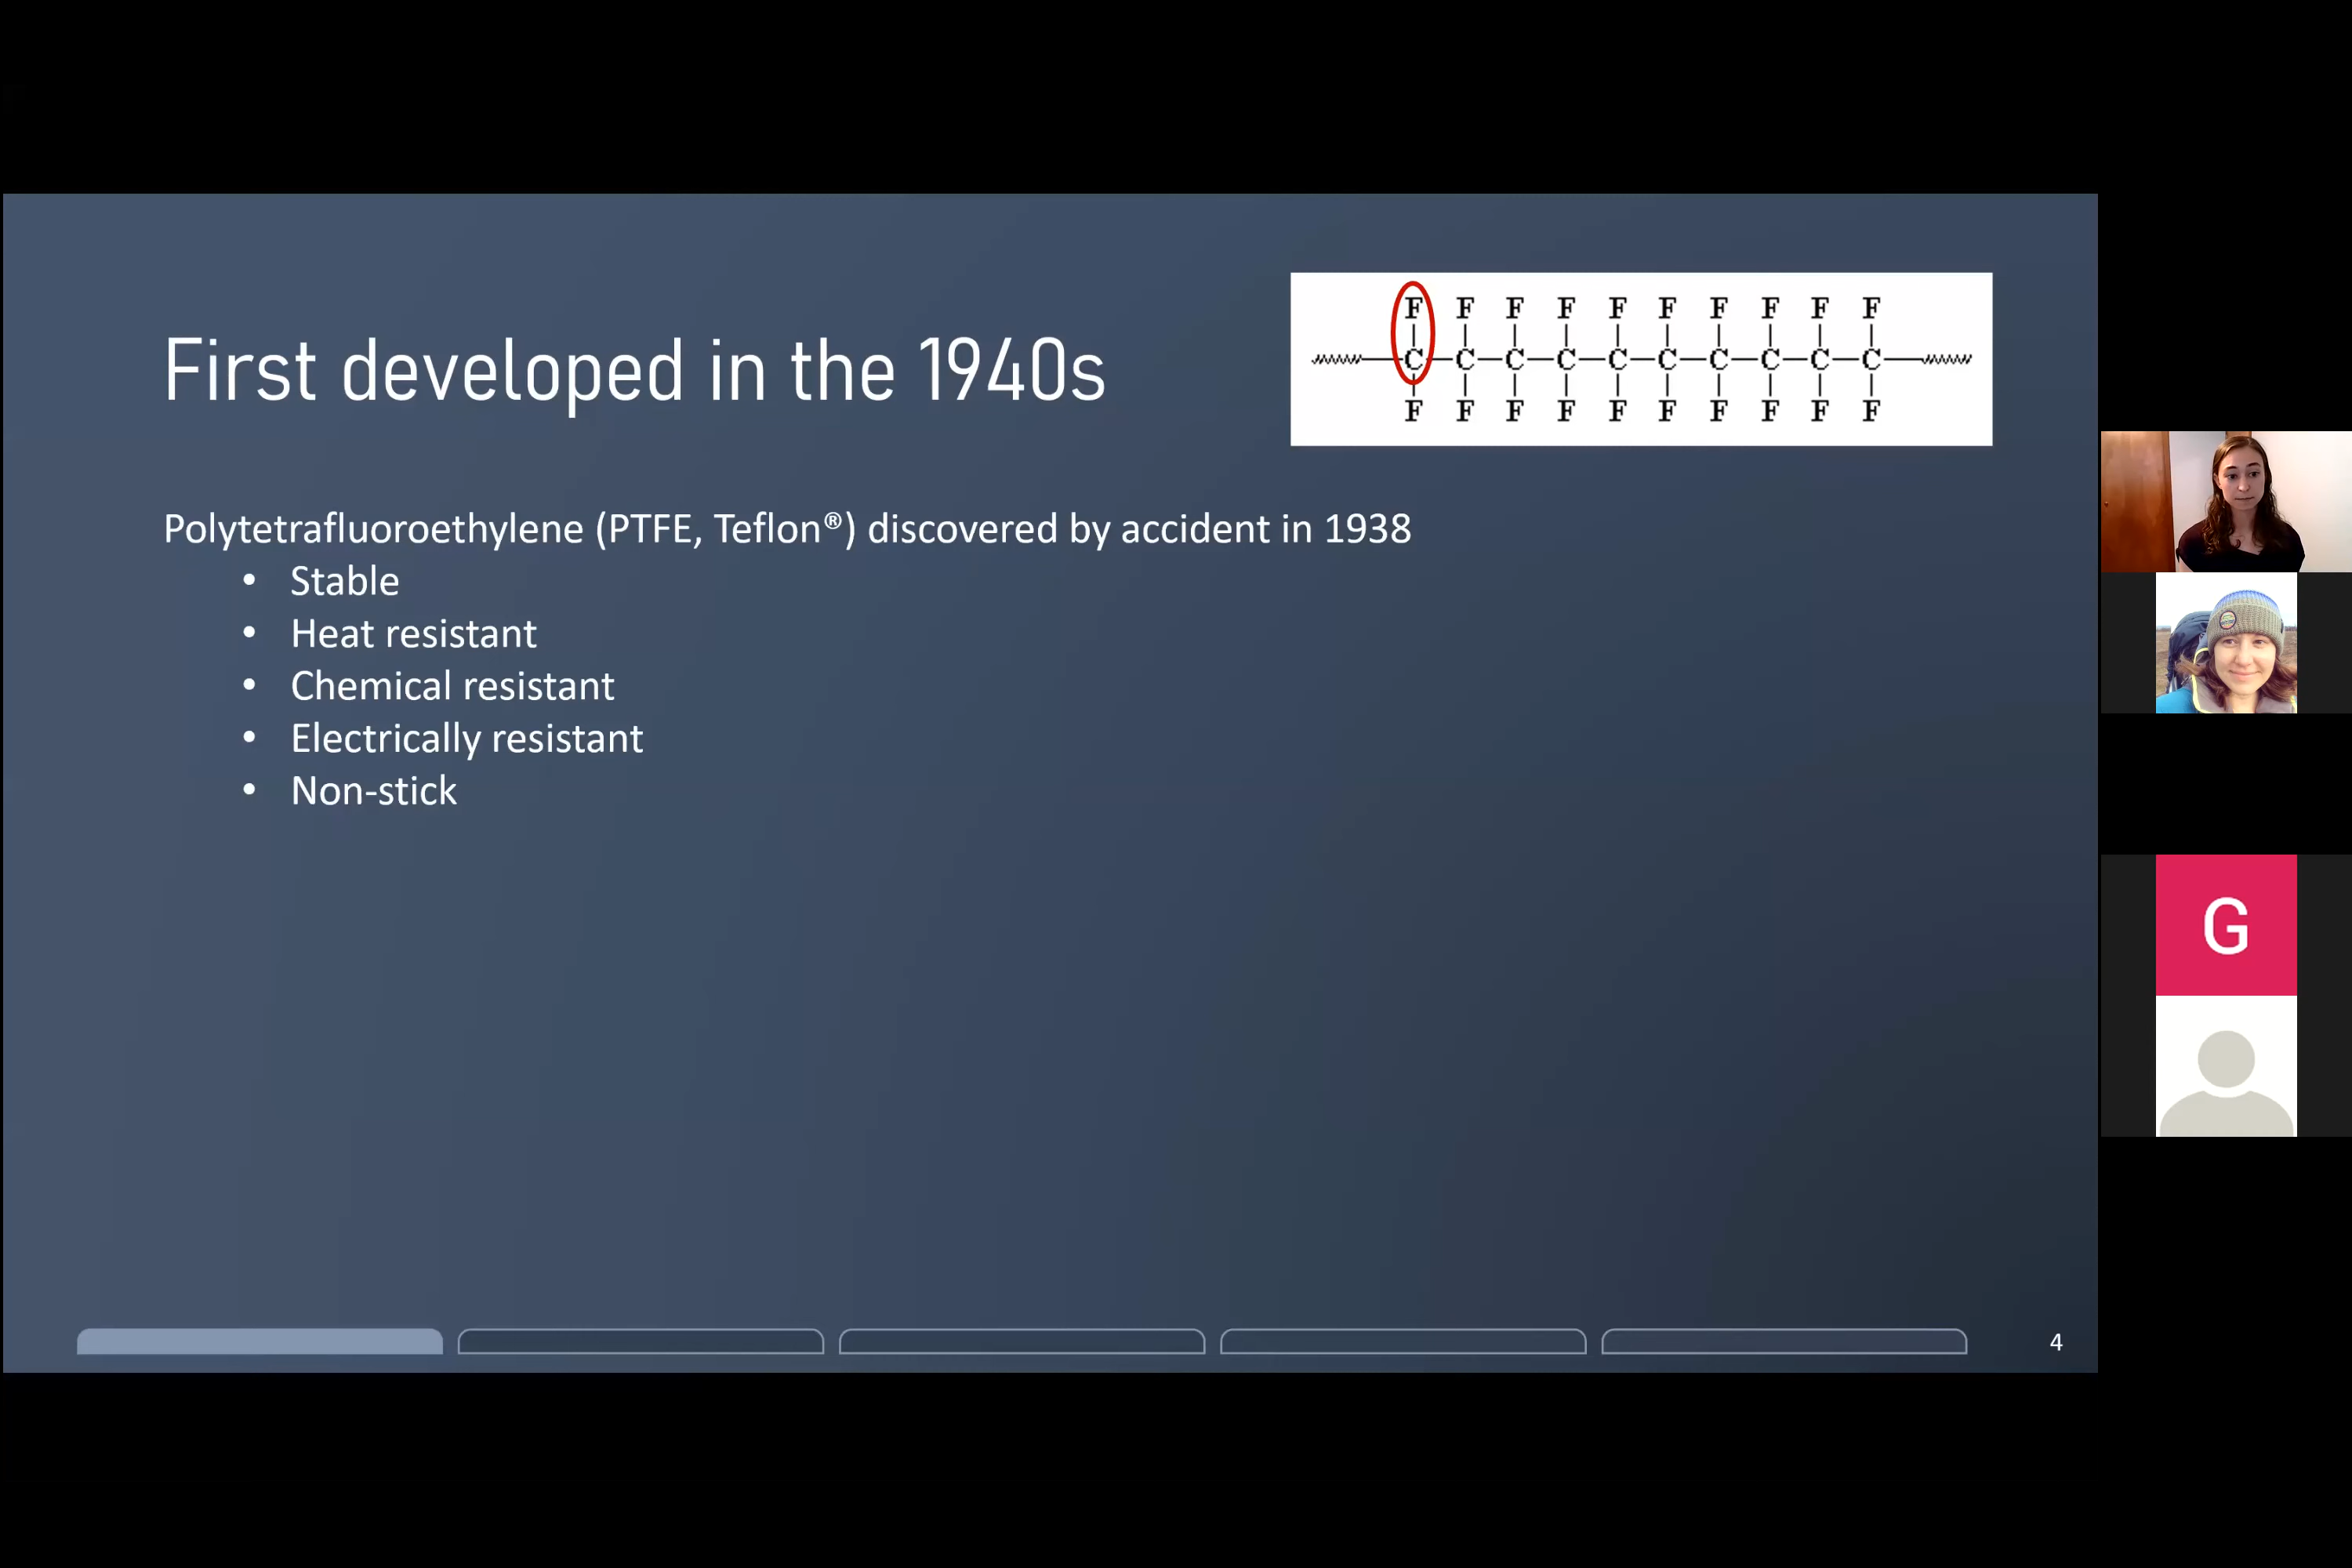 First developed in the 1940s
F F F F F F F F F F
C C C C C C C C C C
F F F F F F F F F F
Polytetrafluoroethylene (PTFE, Teflon®) discovered by accident in 1938
• Stable
• Heat resistant
• Chemical resistant
• Electrically resistant
• Non-stick
G
4